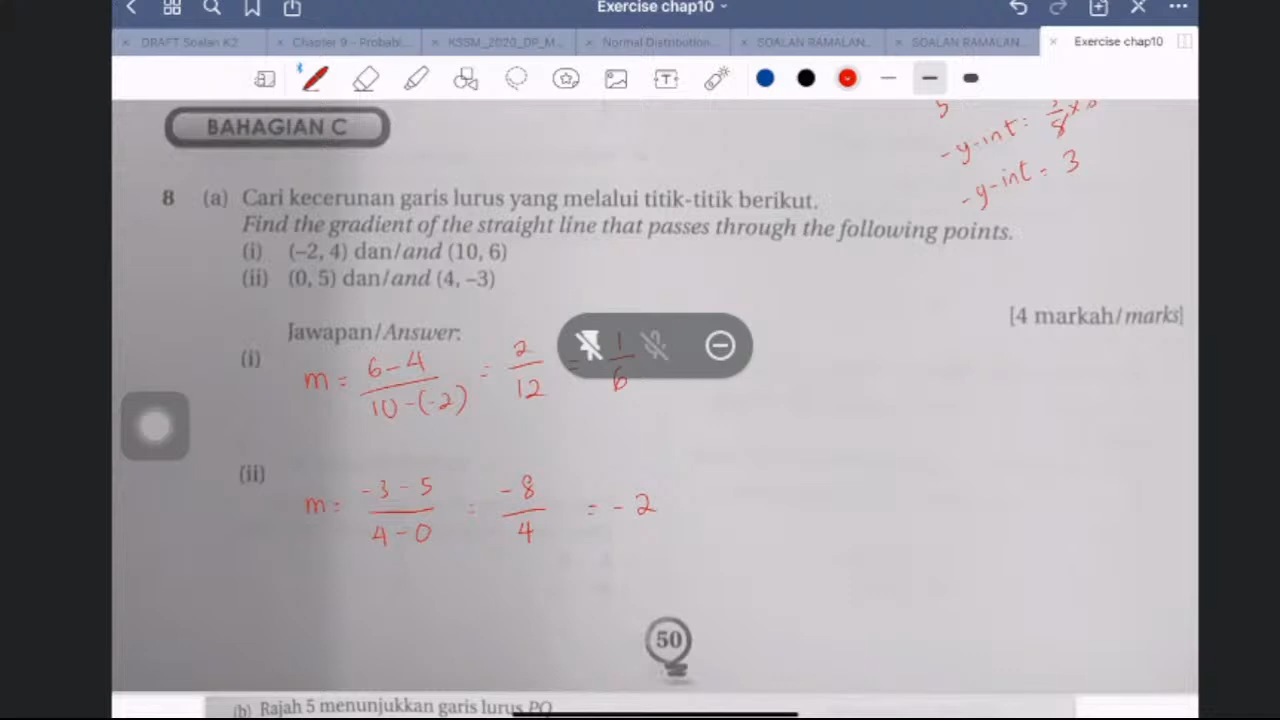 Exercise chap10
DRAFT Soalan K2
Chapter 9 - Probabi...
KSSM_2020_DP_M...
Normal Distribution...
SOALAN RAMALAN...
SOALAN RAMALAN...
Exercise chap10
BAHAGIAN C
- y-int = 3
8 (a) Cari kecerunan garis lurus yang melalui titik-titik berikut.
Find the gradient of the straight line that passes through the following points.
(i) (–2, 4) dan/and (10, 6)
(ii) (0, 5) dan/and (4, –3)
[4 markah/marks]
Jawapan/Answer:
(i)
m = 6-4 / 10-(-2) = 2/12 = 1/6
(ii)
m = -3-5 / 4-0 = -8/4 = -2
50
(b) Rajah 5 menunjukkan garis lurus PQ